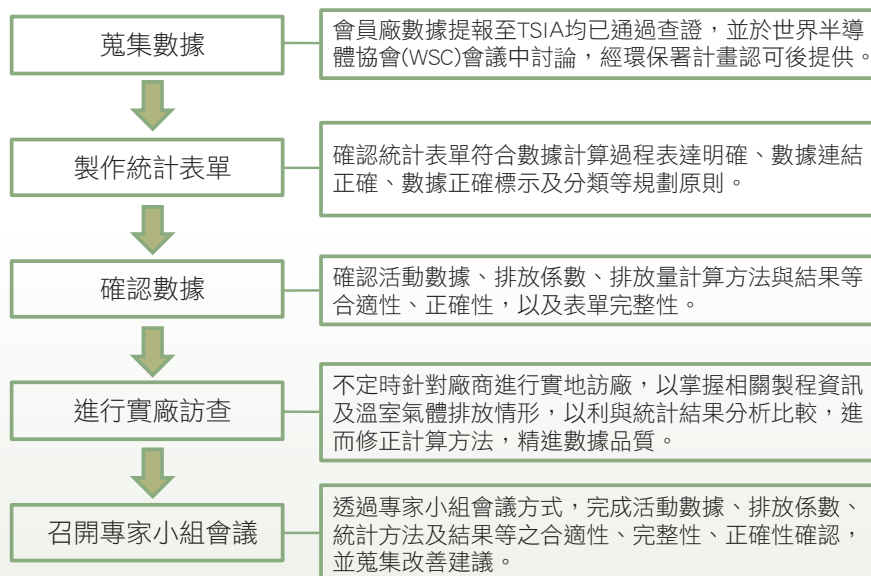 蒐集數據
會員廠數據提報至TSIA均已通過查證，並於世界半導
體協會(WSC)會議中討論，經環保署計畫認可後提供。
製作統計表單
確認統計表單符合數據計算過程表達明確、數據連結
正確、數據正確標示及分類等規劃原則。
確認數據
確認活動數據、排放係數、排放量計算方法與結果等
合適性、正確性，以及表單完整性。
進行實廠訪查
不定時針對廠商進行實地訪廠，以掌握相關製程資訊
及溫室氣體排放情形，以利與統計結果分析比較，進
而修正計算方法，精進數據品質。
召開專家小組會議
透過專家小組會議方式，完成活動數據、排放係數、
統計方法及結果等之合適性、完整性、正確性確認，
並蒐集改善建議。